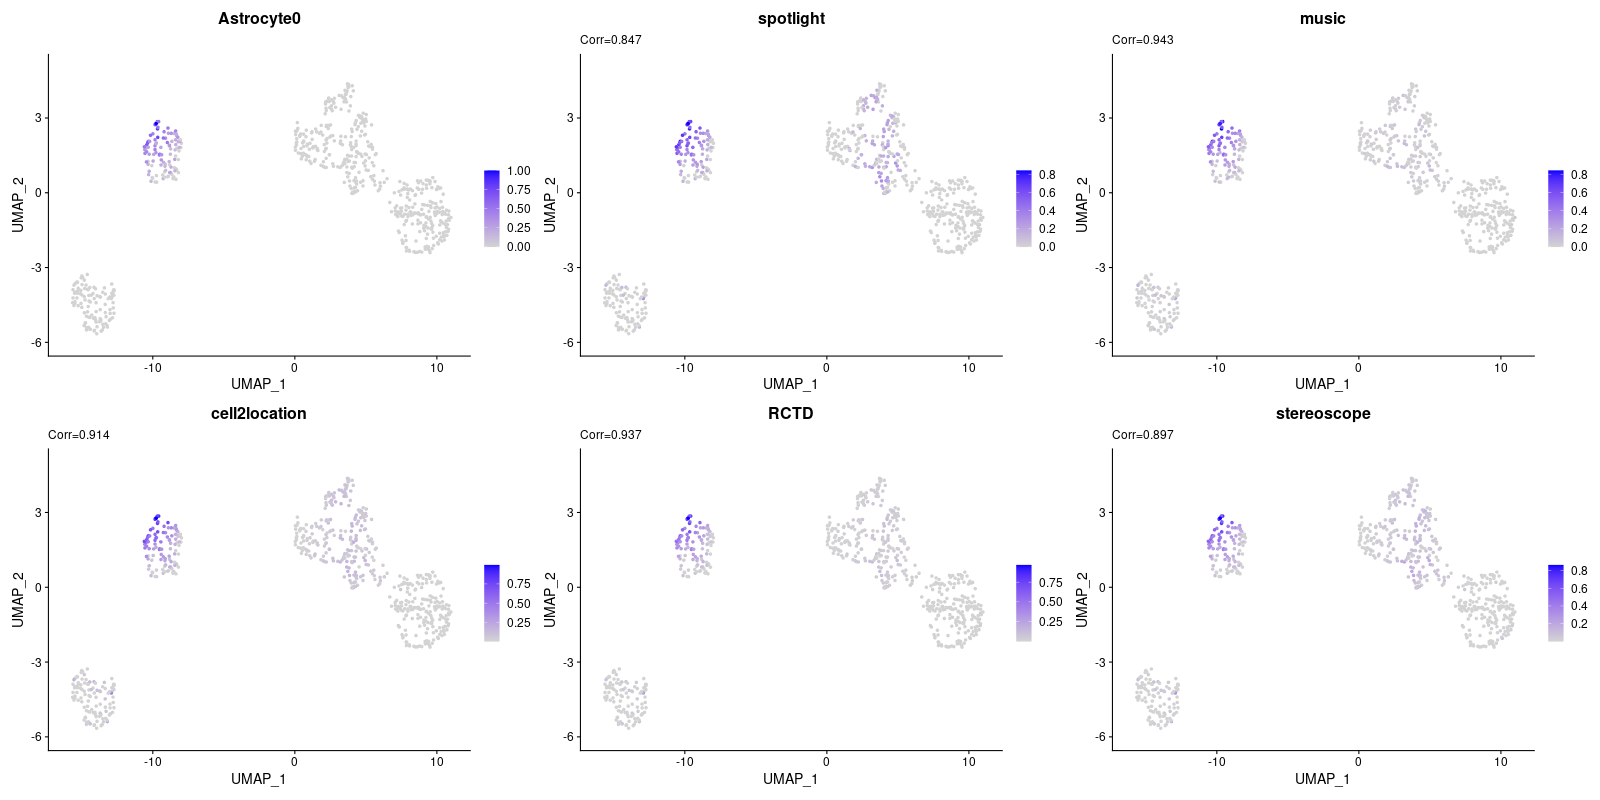 Astrocyte0
3
0
-3
-6
-10
0
10
UMAP_1
UMAP_2
1.00
0.75
0.50
0.25
0.00
spotlight
Corr=0.847
3
0
-3
-6
-10
0
10
UMAP_1
UMAP_2
0.8
0.6
0.4
0.2
0.0
music
Corr=0.943
3
0
-3
-6
-10
0
10
UMAP_1
UMAP_2
0.8
0.6
0.4
0.2
0.0
cell2location
Corr=0.914
3
0
-3
-6
-10
0
10
UMAP_1
UMAP_2
0.75
0.50
0.25
RCTD
Corr=0.937
3
0
-3
-6
-10
0
10
UMAP_1
UMAP_2
0.75
0.50
0.25
stereoscope
Corr=0.897
3
0
-3
-6
-10
0
10
UMAP_1
UMAP_2
0.8
0.6
0.4
0.2